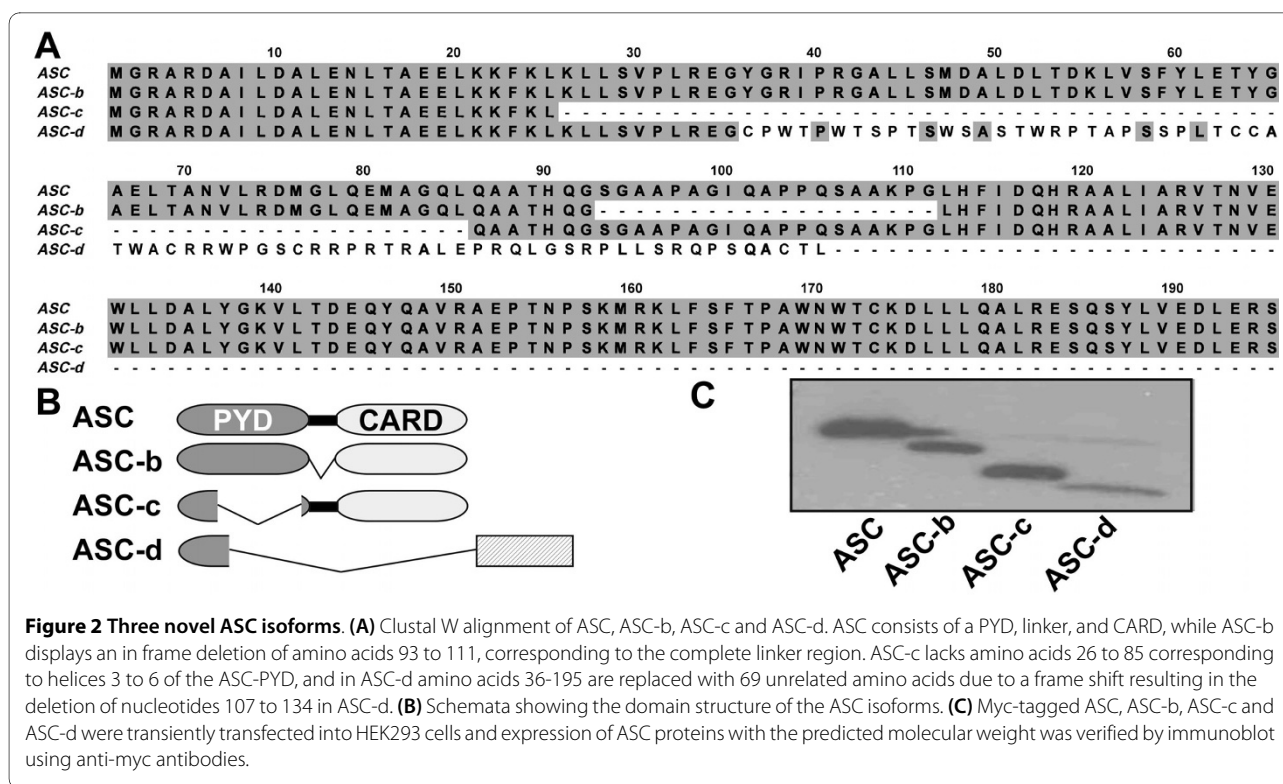 A
10 20 30 40 50 60
ASC M G R A R D A I L D A L E N L T A E E L K K F K L K L L S V P L R E G Y G R I P R G A L L S M D A L D L T D K L V S F Y L E T Y G
ASC-b M G R A R D A I L D A L E N L T A E E L K K F K L K L L S V P L R E G Y G R I P R G A L L S M D A L D L T D K L V S F Y L E T Y G
ASC-c M G R A R D A I L D A L E N L T A E E L K K F K L - - - - - - - - - - - - - - - - - - - - - - - - - - - - - - - - - - - - - - - -
ASC-d M G R A R D A I L D A L E N L T A E E L K K F K L K L L S V P L R E G C P W T P W T S P T S W S A S T W R P T A P S S P L T C C A
70 80 90 100 110 120 130
ASC A E L T A N V L R D M G L Q E M A G Q L Q A A T H Q G S G A A P A G I Q A P P Q S A A K P G L H F I D Q H R A A L I A R V T N V E
ASC-b A E L T A N V L R D M G L Q E M A G Q L Q A A T H Q G - - - - - - - - - - - - - - - - - - - L H F I D Q H R A A L I A R V T N V E
ASC-c - - - - - - - - - - - - - - - - - - - - Q A A T H Q G S G A A P A G I Q A P P Q S A A K P G L H F I D Q H R A A L I A R V T N V E
ASC-d T W A C R R W P G S C R R P R T R A L E P R Q L G S R P L L S R Q P S Q A C T L - - - - - - - - - - - - - - - - - - - - - - - - -
140 150 160 170 180 190
ASC W L L D A L Y G K V L T D E Q Y Q A V R A E P T N P S K M R K L F S F T P A W N W T C K D L L L Q A L R E S Q S Y L V E D L E R S
ASC-b W L L D A L Y G K V L T D E Q Y Q A V R A E P T N P S K M R K L F S F T P A W N W T C K D L L L Q A L R E S Q S Y L V E D L E R S
ASC-c W L L D A L Y G K V L T D E Q Y Q A V R A E P T N P S K M R K L F S F T P A W N W T C K D L L L Q A L R E S Q S Y L V E D L E R S
ASC-d - - - - - - - - - - - - - - - - - - - - - - - - - - - - - - - - - - - - - - - - - - - - - - - - - - - - - - - - - - - - - - - - -
B
ASC PYD CARD
ASC-b
ASC-c
ASC-d
C
ASC ASC-b ASC-c ASC-d
Figure 2 Three novel ASC isoforms. (A) Clustal W alignment of ASC, ASC-b, ASC-c and ASC-d. ASC consists of a PYD, linker, and CARD, while ASC-b
displays an in frame deletion of amino acids 93 to 111, corresponding to the complete linker region. ASC-c lacks amino acids 26 to 85 corresponding
to helices 3 to 6 of the ASC-PYD, and in ASC-d amino acids 36-195 are replaced with 69 unrelated amino acids due to a frame shift resulting in the
deletion of nucleotides 107 to 134 in ASC-d. (B) Schemata showing the domain structure of the ASC isoforms. (C) Myc-tagged ASC, ASC-b, ASC-c and
ASC-d were transiently transfected into HEK293 cells and expression of ASC proteins with the predicted molecular weight was verified by immunoblot
using anti-myc antibodies.